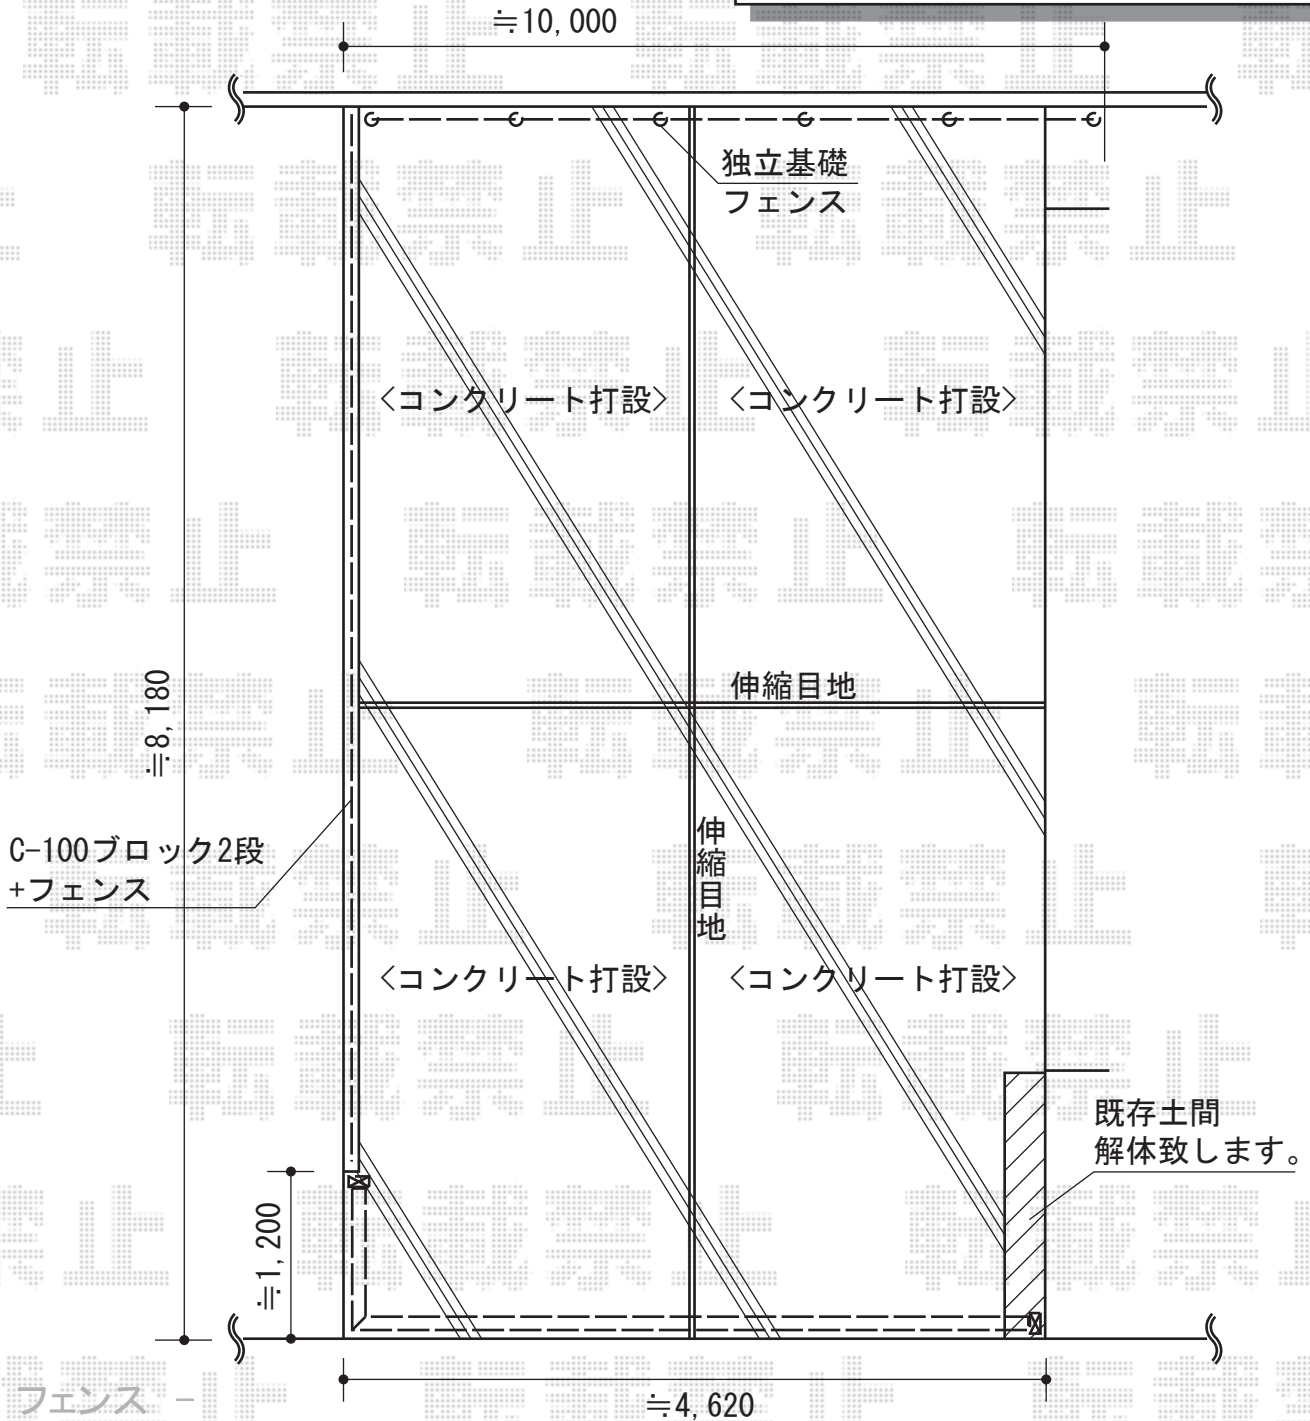 ≒10,000
独立基礎
フェンス
<コンクリート打設>
<コンクリート打設>
伸縮目地
≒8,180
C-100ブロック2段
+フェンス
伸縮目地
<コンクリート打設>
<コンクリート打設>
既存土間
解体致します。
≒1,200
≒4,620
フェンス -
転載禁止